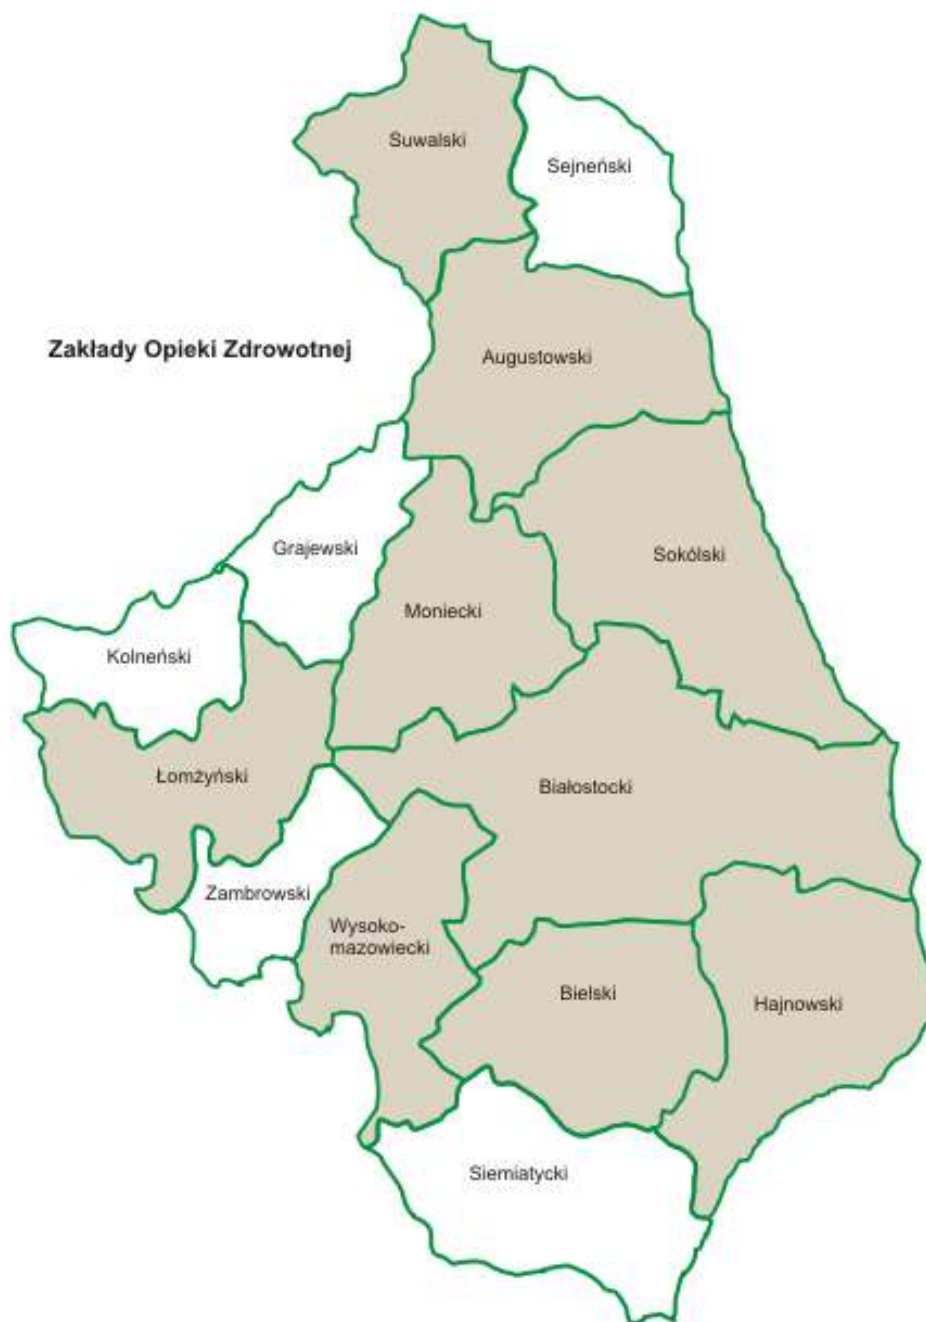 Suwalski
Sejneński
Zakłady Opieki Zdrowotnej
Augustowski
Grajewski
Sokólski
Moniecki
Kolneński
Łomżyński
Białostocki
Zambrowski
Wysoko-
mazowiecki
Bielski
Hajnowski
Siemiatycki